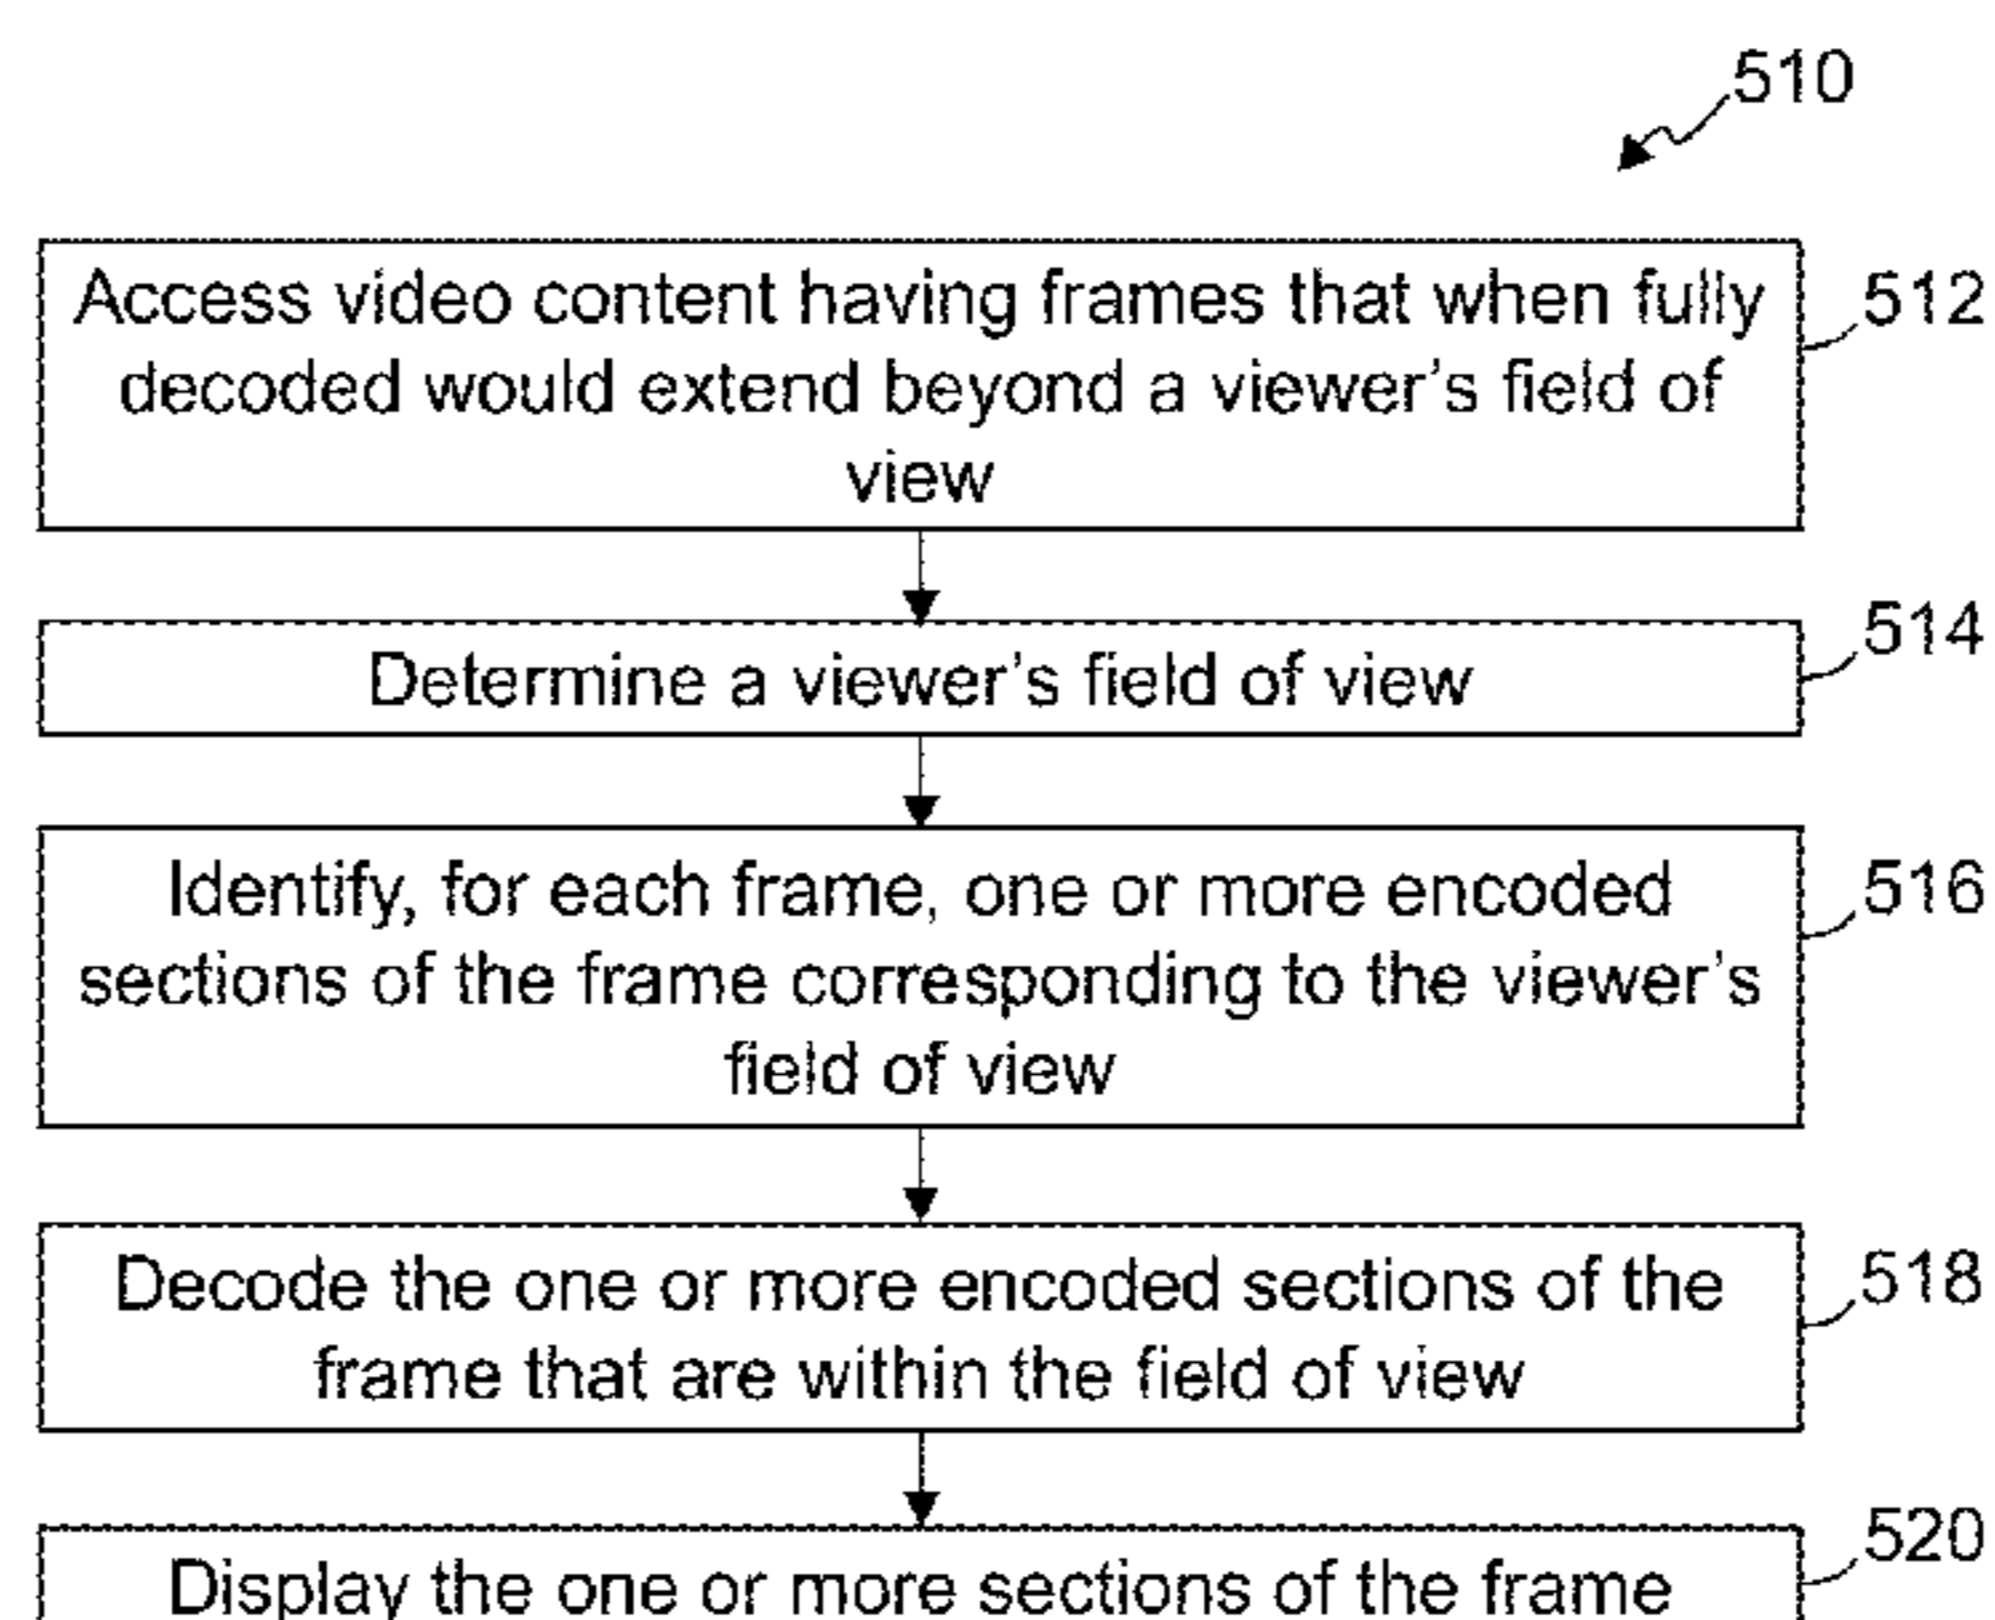 510
Access video content having frames that when fully
decoded would extend beyond a viewer's field of
view
512
Determine a viewer's field of view
514
Identify, for each frame, one or more encoded
sections of the frame corresponding to the viewer's
field of view
516
Decode the one or more encoded sections of the
frame that are within the field of view
518
Display the one or more sections of the frame
520